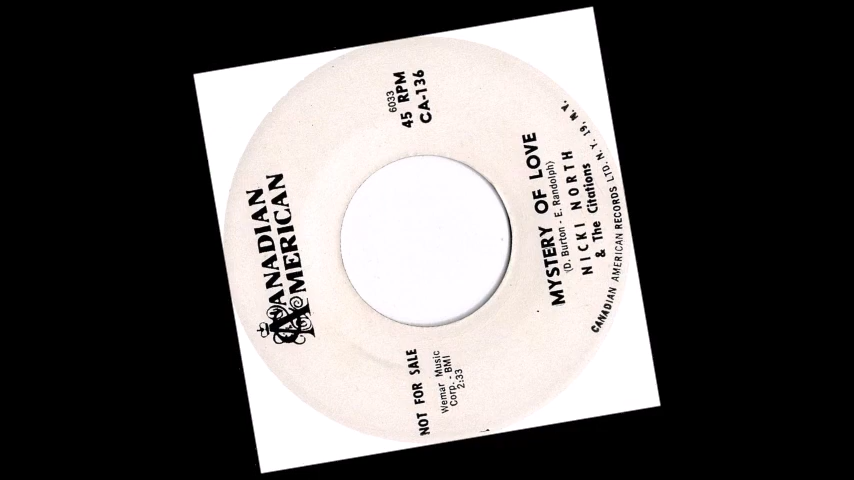 CANADIAN
AMERICAN
NOT FOR SALE
Wemar Music
Corp. - BMI
2:33
6033
45 RPM
CA-136
MYSTERY OF LOVE
(D. Burton - E. Randolph)
NICKI NORTH
& The Citations
CANADIAN AMERICAN RECORDS LTD. N.Y. 19, N.Y.